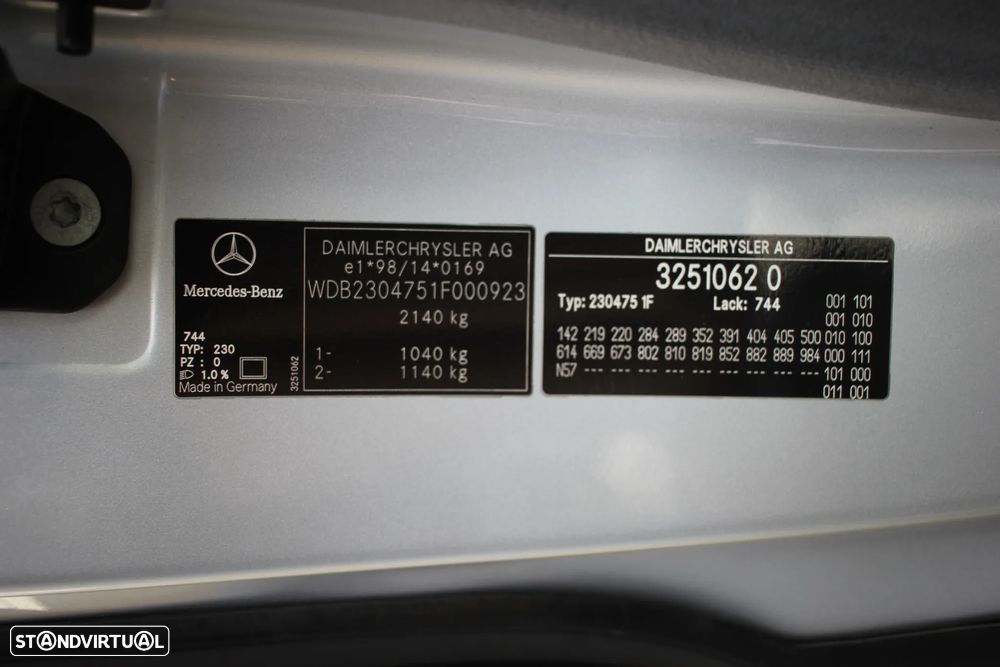 Mercedes-Benz
744
TYP: 230
PZ : 0
1.0 %
Made in Germany
3251062
DAIMLERCHRYSLER AG
e1*98/14*0169
WDB2304751F000923
2140 kg
1- 1040 kg
2- 1140 kg
DAIMLERCHRYSLER AG
3251062 0
Typ: 230475 1F Lack: 744 001 101
001 010
142 219 220 284 289 352 391 404 405 500 010 100
614 669 673 802 810 819 852 882 889 984 000 111
N57 --- --- --- --- --- --- --- --- --- 101 000
011 001
STANDVIRTUAL